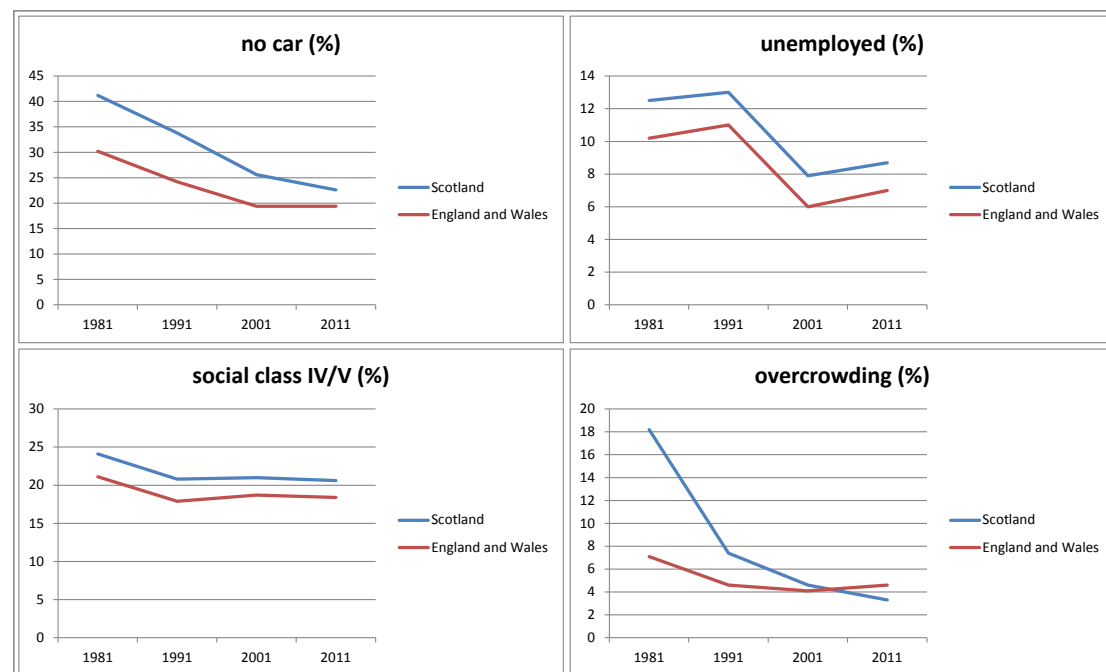 no car (%)
45
40
35
30
25
20
15
10
5
0
1981 1991 2001 2011
Scotland
England and Wales
unemployed (%)
14
12
10
8
6
4
2
0
1981 1991 2001 2011
Scotland
England and Wales
social class IV/V (%)
30
25
20
15
10
5
0
1981 1991 2001 2011
Scotland
England and Wales
overcrowding (%)
20
18
16
14
12
10
8
6
4
2
0
1981 1991 2001 2011
Scotland
England and Wales